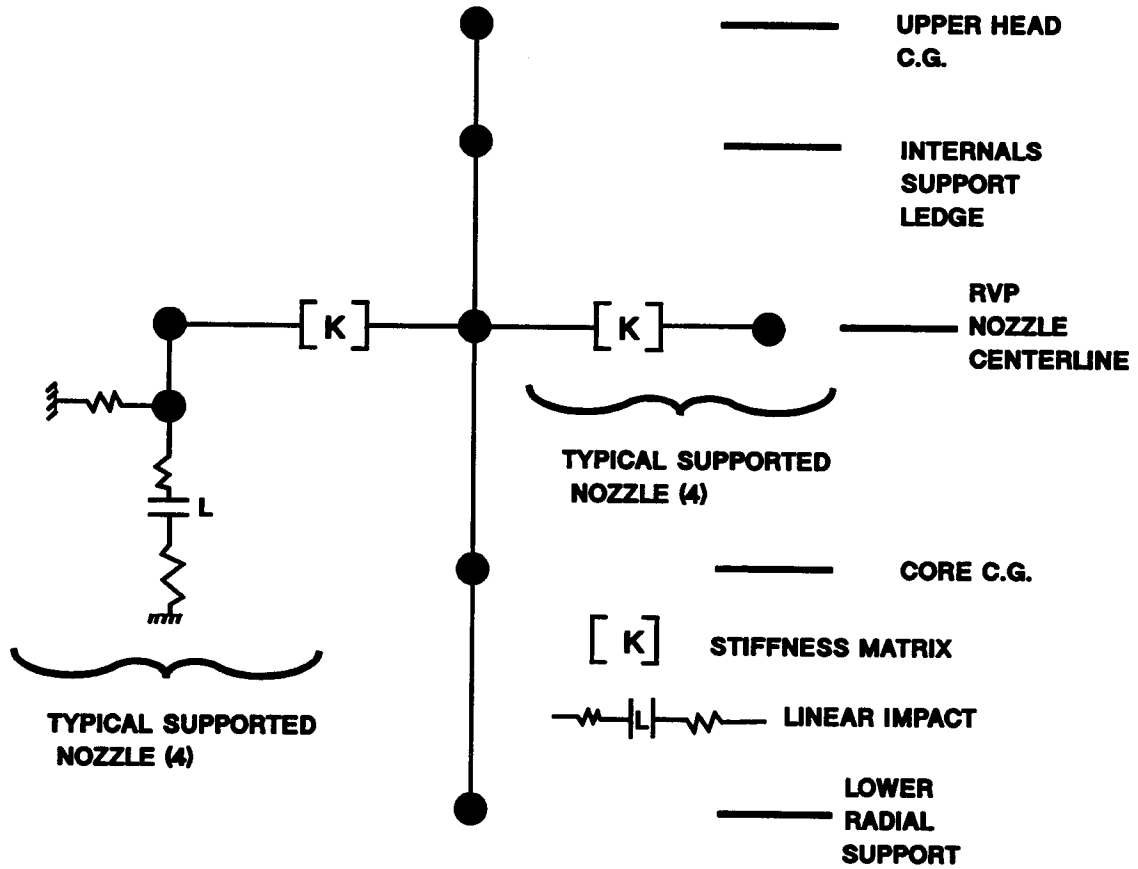 UPPER HEAD
C.G.
INTERNALS
SUPPORT
LEDGE
RVP
NOZZLE
CENTERLINE
[K]
[K]
L
TYPICAL SUPPORTED
NOZZLE (4)
CORE C.G.
[K] STIFFNESS MATRIX
L LINEAR IMPACT
TYPICAL SUPPORTED
NOZZLE (4)
LOWER
RADIAL
SUPPORT